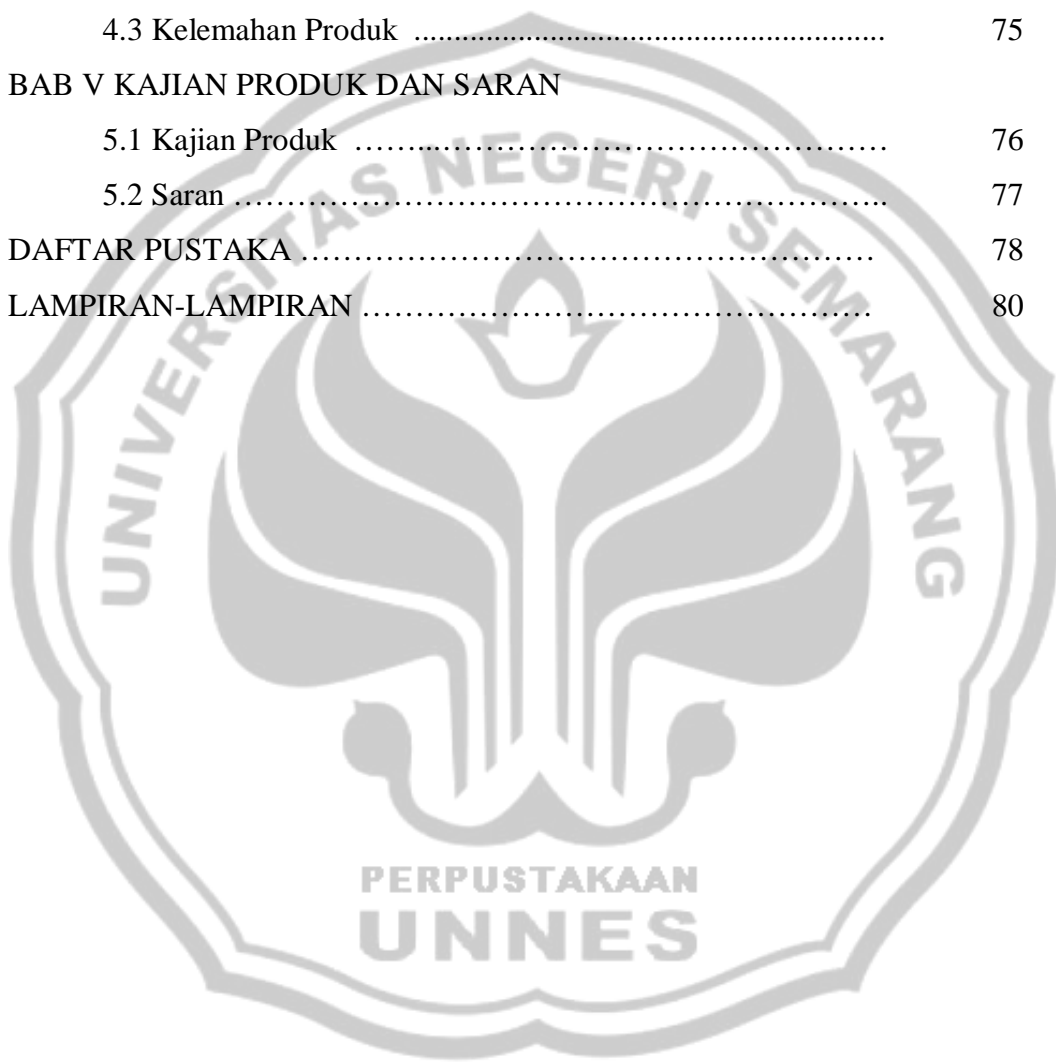 4.3 Kelemahan Produk ........................................................... 75
BAB V KAJIAN PRODUK DAN SARAN
5.1 Kajian Produk ……...………………………………………… 76
5.2 Saran ……………………………………………………….. 77
DAFTAR PUSTAKA ………………………………………………… 78
LAMPIRAN-LAMPIRAN ……………………………………………. 80
UNIVERSITAS NEGERI SEMARANG
PERPUSTAKAAN
UNNES